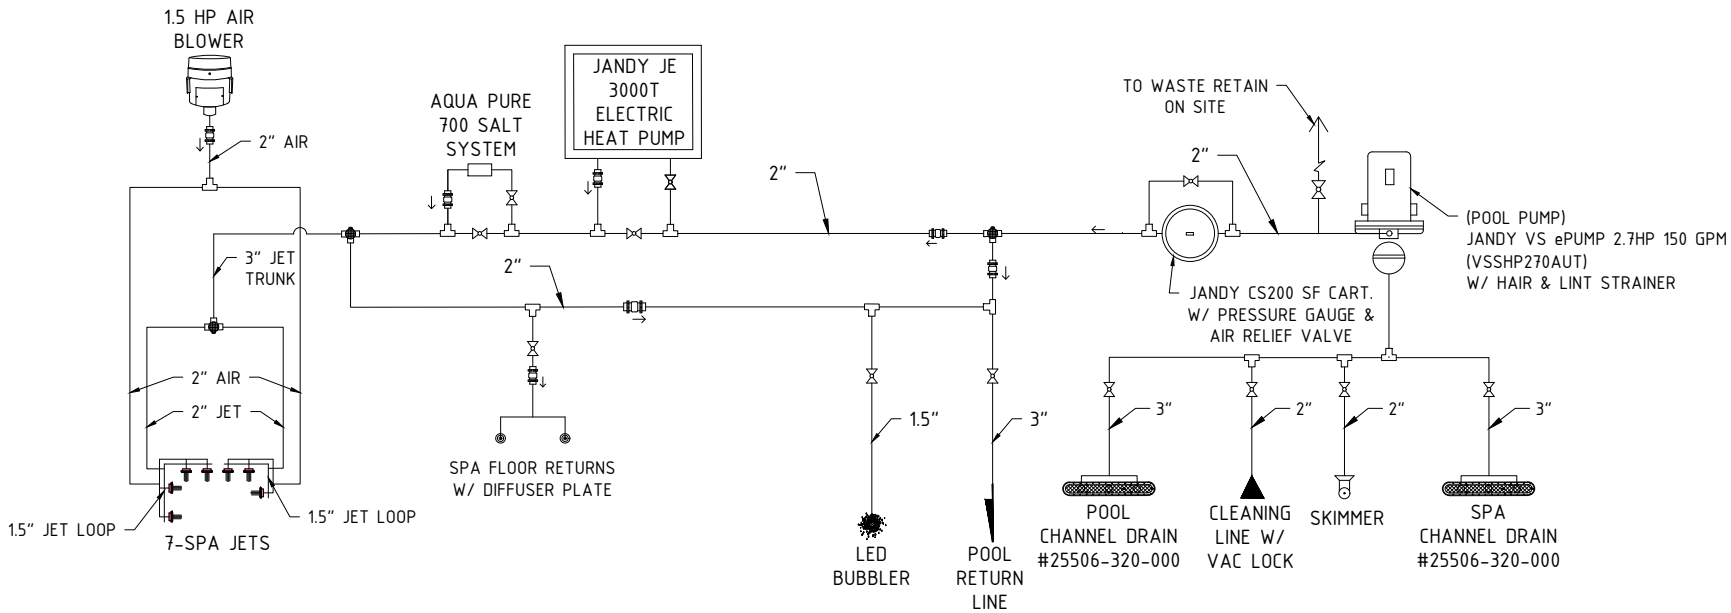 1.5 HP AIR
BLOWER
2" AIR
AQUA PURE
700 SALT
SYSTEM
JANDY JE
3000T
ELECTRIC
HEAT PUMP
2"
TO WASTE RETAIN
ON SITE
2"
2"
(POOL PUMP)
JANDY VS ePUMP 2.7HP 150 GPM
(VSSHP270AUT)
W/ HAIR & LINT STRAINER
JANDY CS200 SF CART.
W/ PRESSURE GAUGE &
AIR RELIEF VALVE
3" JET
TRUNK
2"
2" AIR
2" JET
1.5" JET LOOP
1.5" JET LOOP
7-SPA JETS
SPA FLOOR RETURNS
W/ DIFFUSER PLATE
1.5"
LED
BUBBLER
3"
POOL
RETURN
LINE
3"
POOL
CHANNEL DRAIN
#25506-320-000
2"
CLEANING
LINE W/
VAC LOCK
2"
SKIMMER
3"
SPA
CHANNEL DRAIN
#25506-320-000